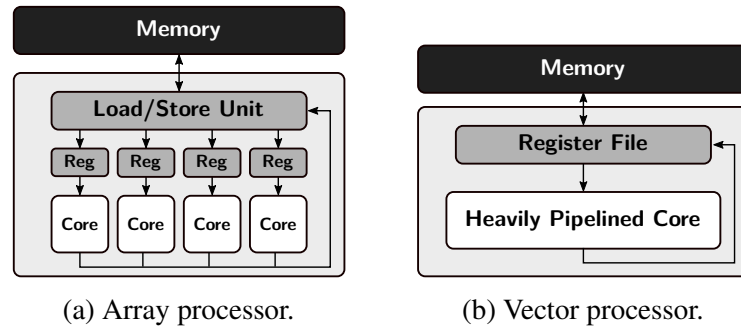 Memory
Load/Store Unit
Reg Reg Reg Reg
Core Core Core Core
(a) Array processor.
Memory
Register File
Heavily Pipelined Core
(b) Vector processor.